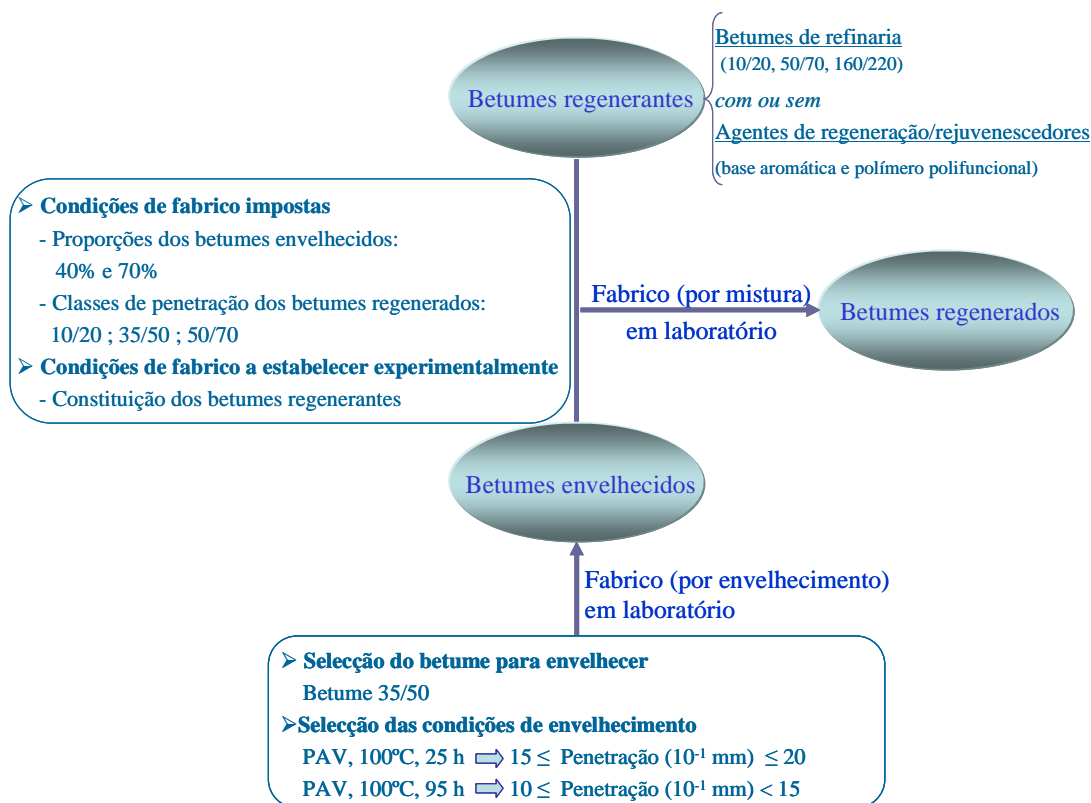 Betumes regenerantes
Betumes de refinaria
(10/20, 50/70, 160/220)
com ou sem
Agentes de regeneração/rejuvenescedores
(base aromática e polímero polifuncional)
➢ Condições de fabrico impostas
- Proporções dos betumes envelhecidos:
40% e 70%
- Classes de penetração dos betumes regenerados:
10/20 ; 35/50 ; 50/70
➢ Condições de fabrico a estabelecer experimentalmente
- Constituição dos betumes regenerantes
Fabrico (por mistura)
em laboratório
Betumes regenerados
Betumes envelhecidos
Fabrico (por envelhecimento)
em laboratório
➢ Selecção do betume para envelhecer
Betume 35/50
➢Selecção das condições de envelhecimento
PAV, 100ºC, 25 h ⇨ 15 ≤ Penetração (10⁻¹ mm) ≤ 20
PAV, 100ºC, 95 h ⇨ 10 ≤ Penetração (10⁻¹ mm) < 15